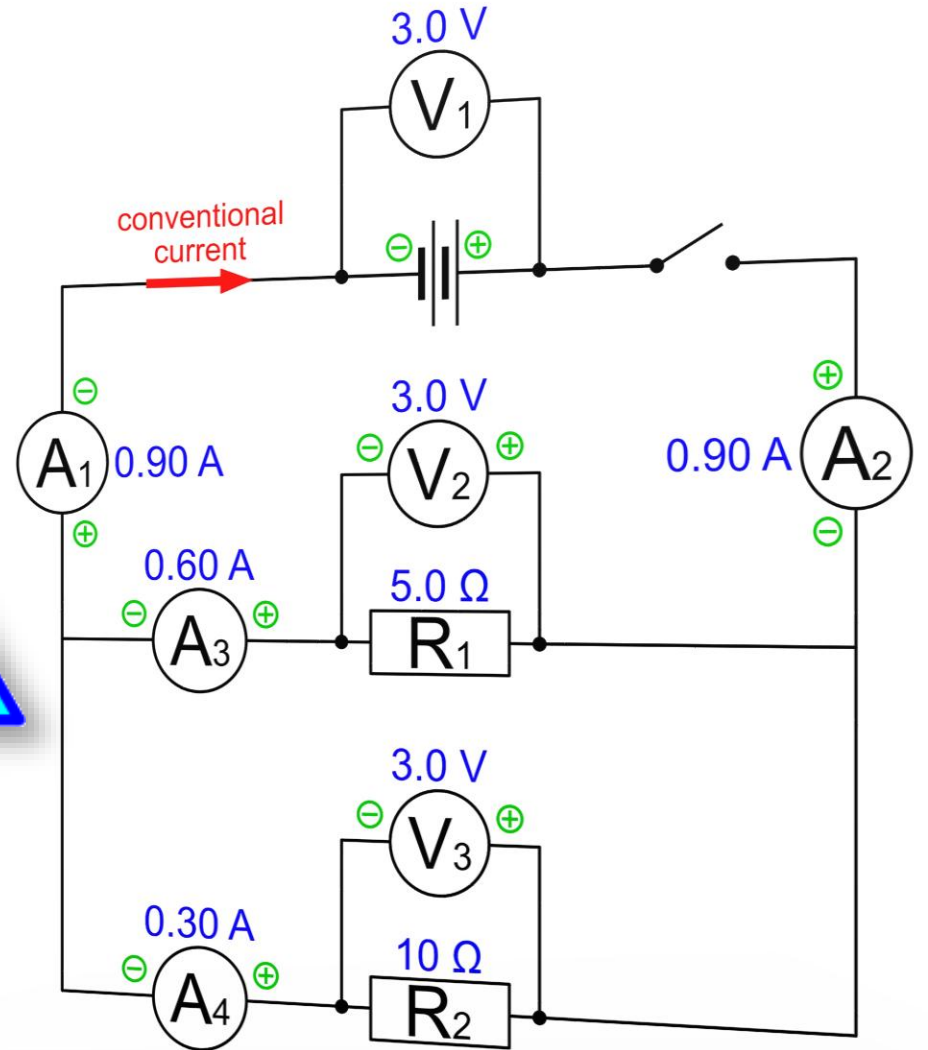 3.0 V
V1
conventional
current
⊖ ⊕
3.0 V
⊖ ⊕
⊖ V2 ⊕
A1 0.90 A
0.90 A A2
⊕ ⊖
0.60 A
5.0 Ω
⊖ A3 ⊕
R1
3.0 V
⊖ V3 ⊕
0.30 A
10 Ω
⊖ A4 ⊕
R2